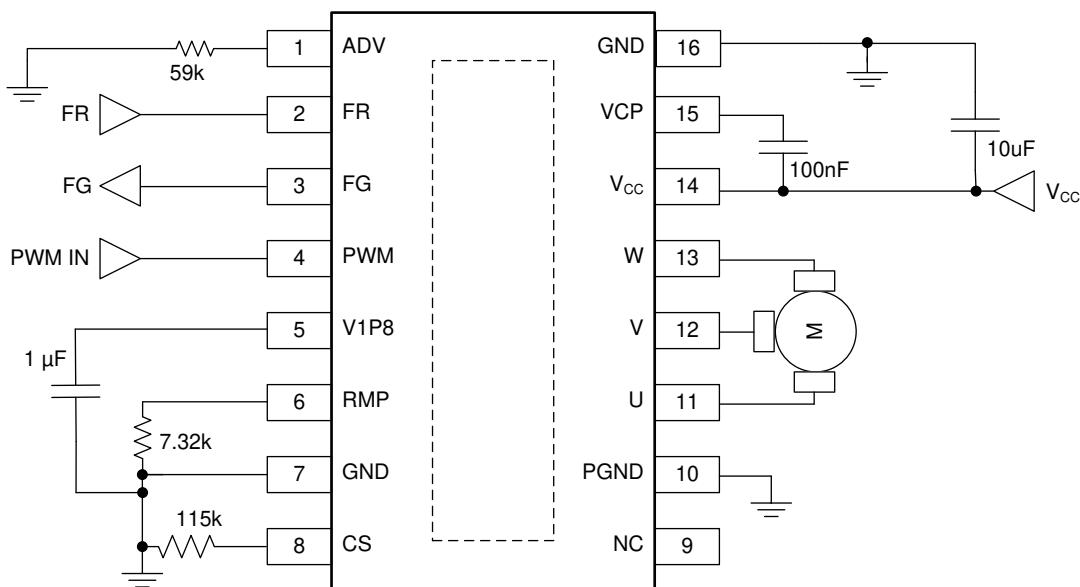 1 ADV GND 16
59k
FR 2 FR VCP 15
100nF 10uF
FG 3 FG VCC 14 VCC
PWM IN 4 PWM W 13
M
1 µF 5 V1P8 V 12
6 RMP U 11
7.32k
7 GND PGND 10
115k
8 CS NC 9